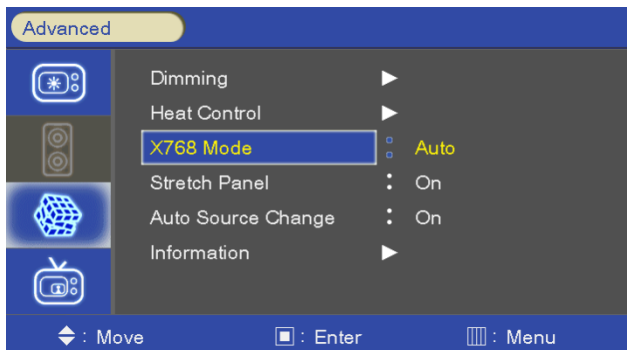 Advanced
Dimming ▶
Heat Control ▶
X768 Mode : Auto
Stretch Panel : On
Auto Source Change : On
Information ▶
: Move : Enter : Menu